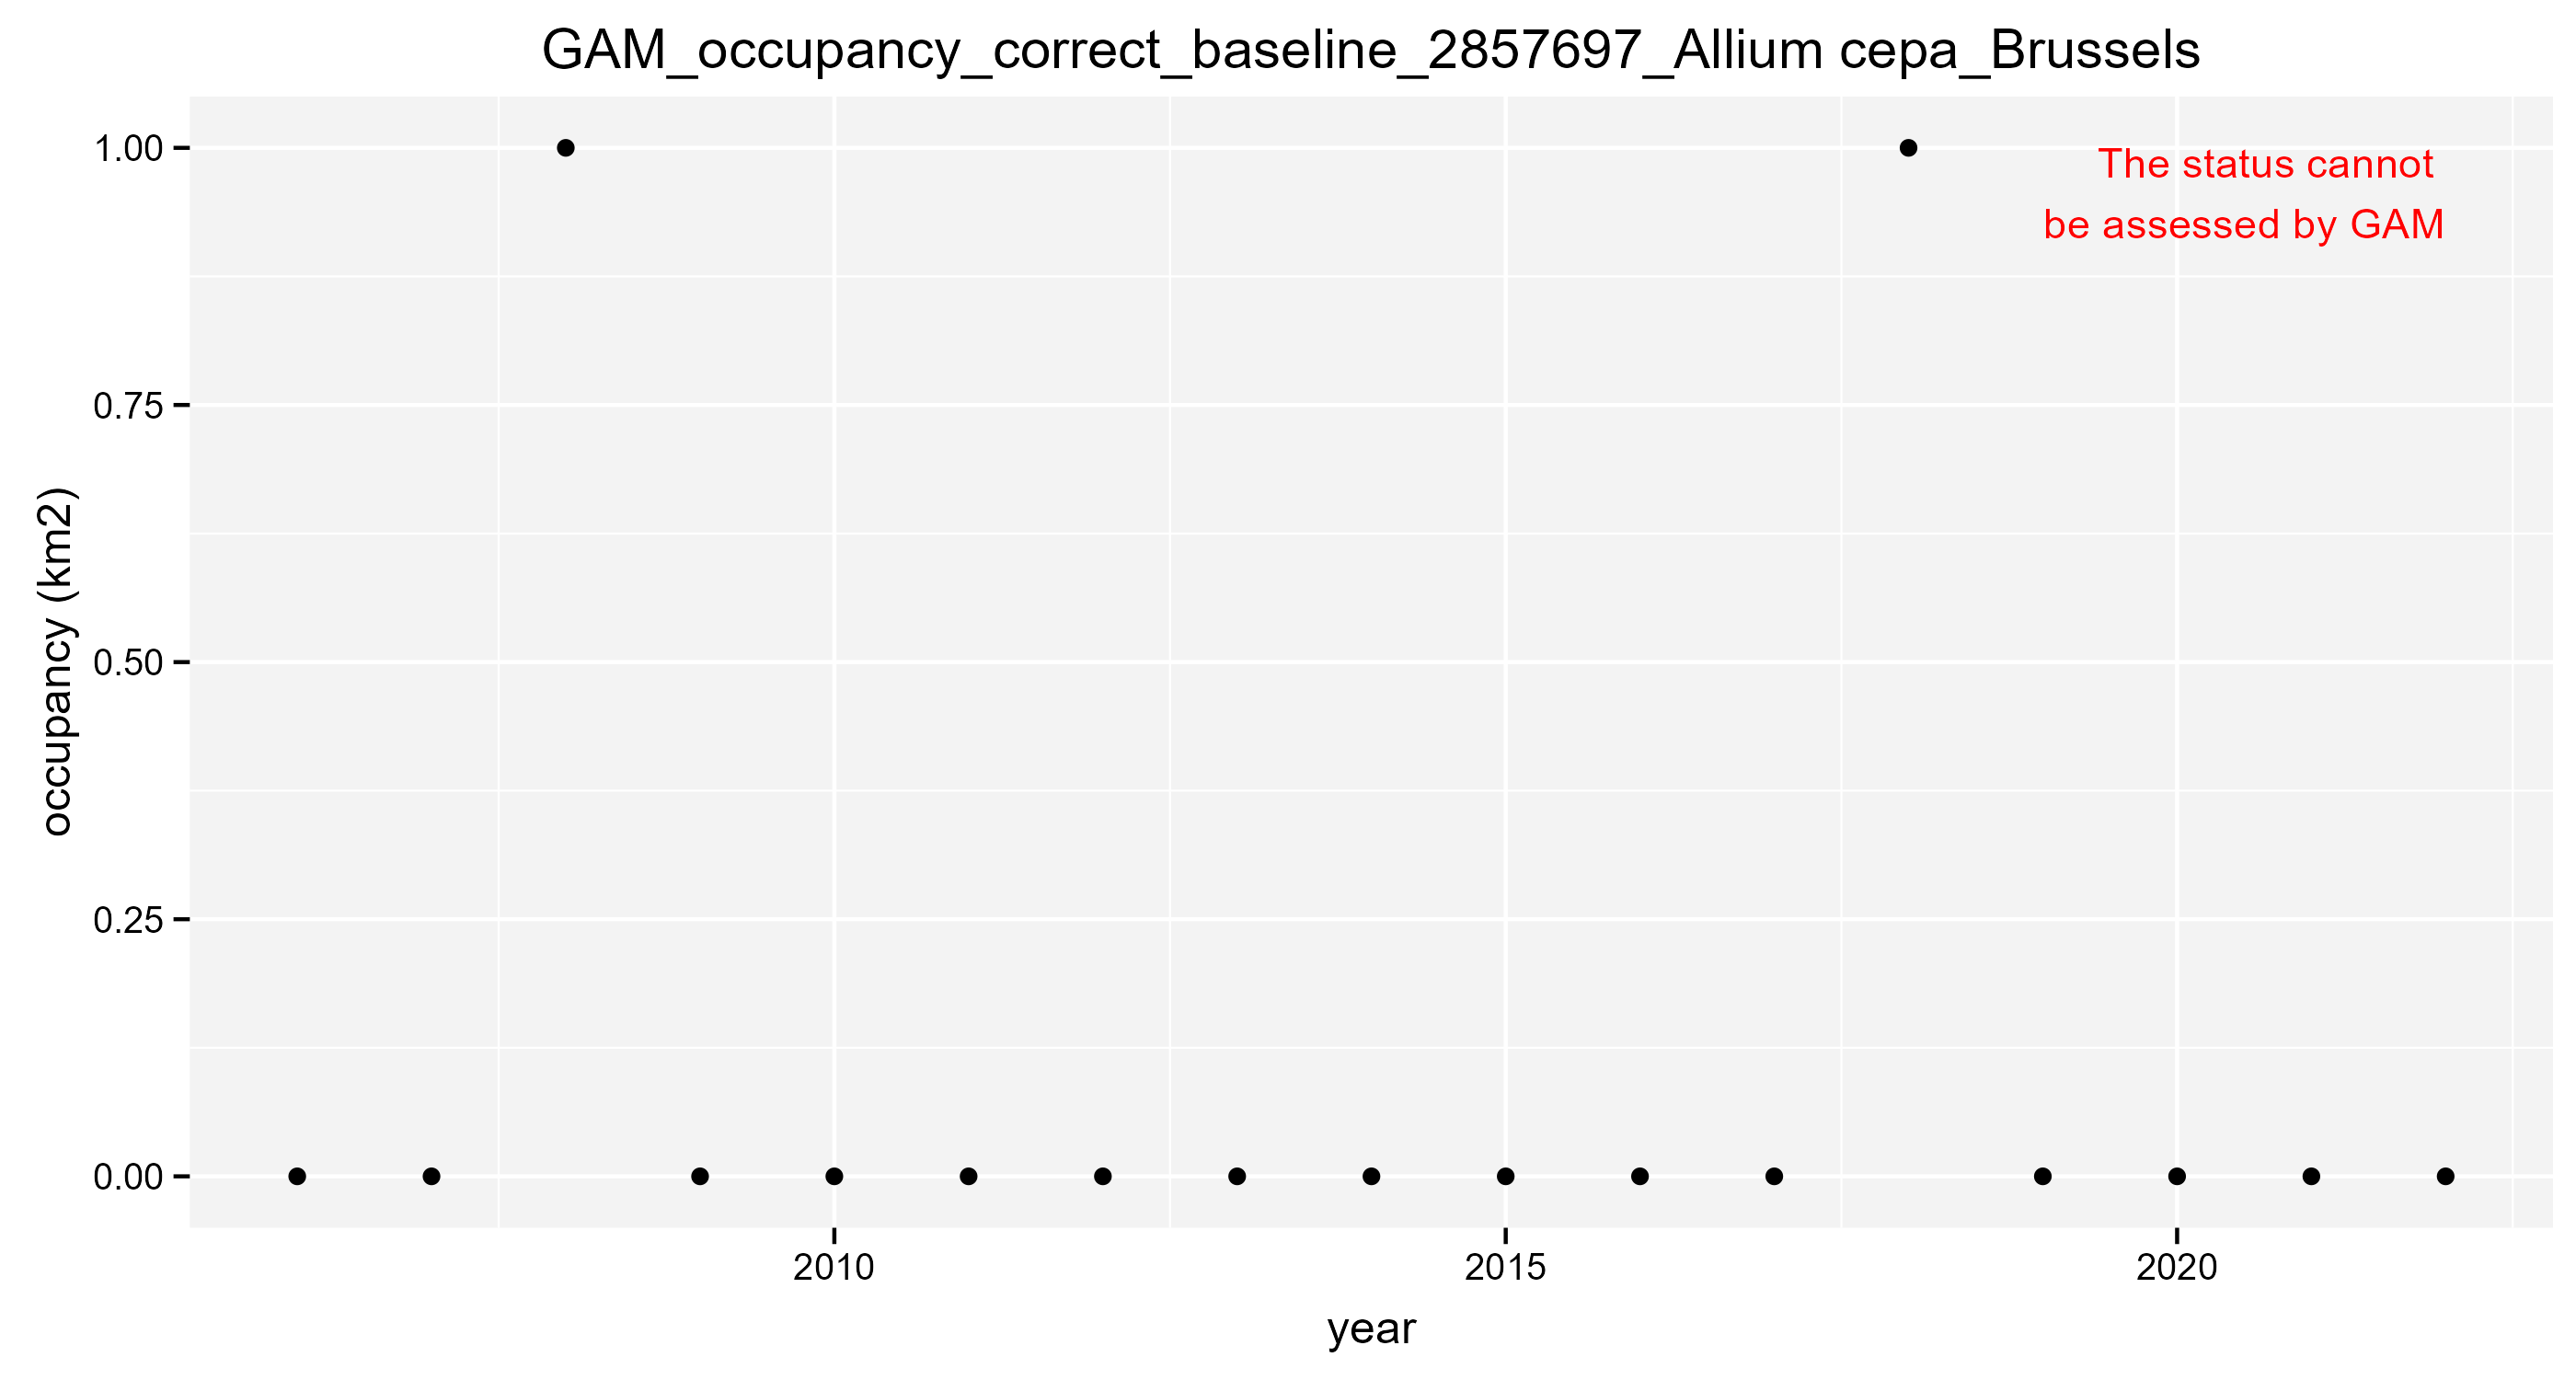 GAM_occupancy_correct_baseline_2857697_Allium cepa_Brussels
1.00
The status cannot
be assessed by GAM
0.75
occupancy (km2)
0.50
0.25
0.00
2010
2015
2020
year